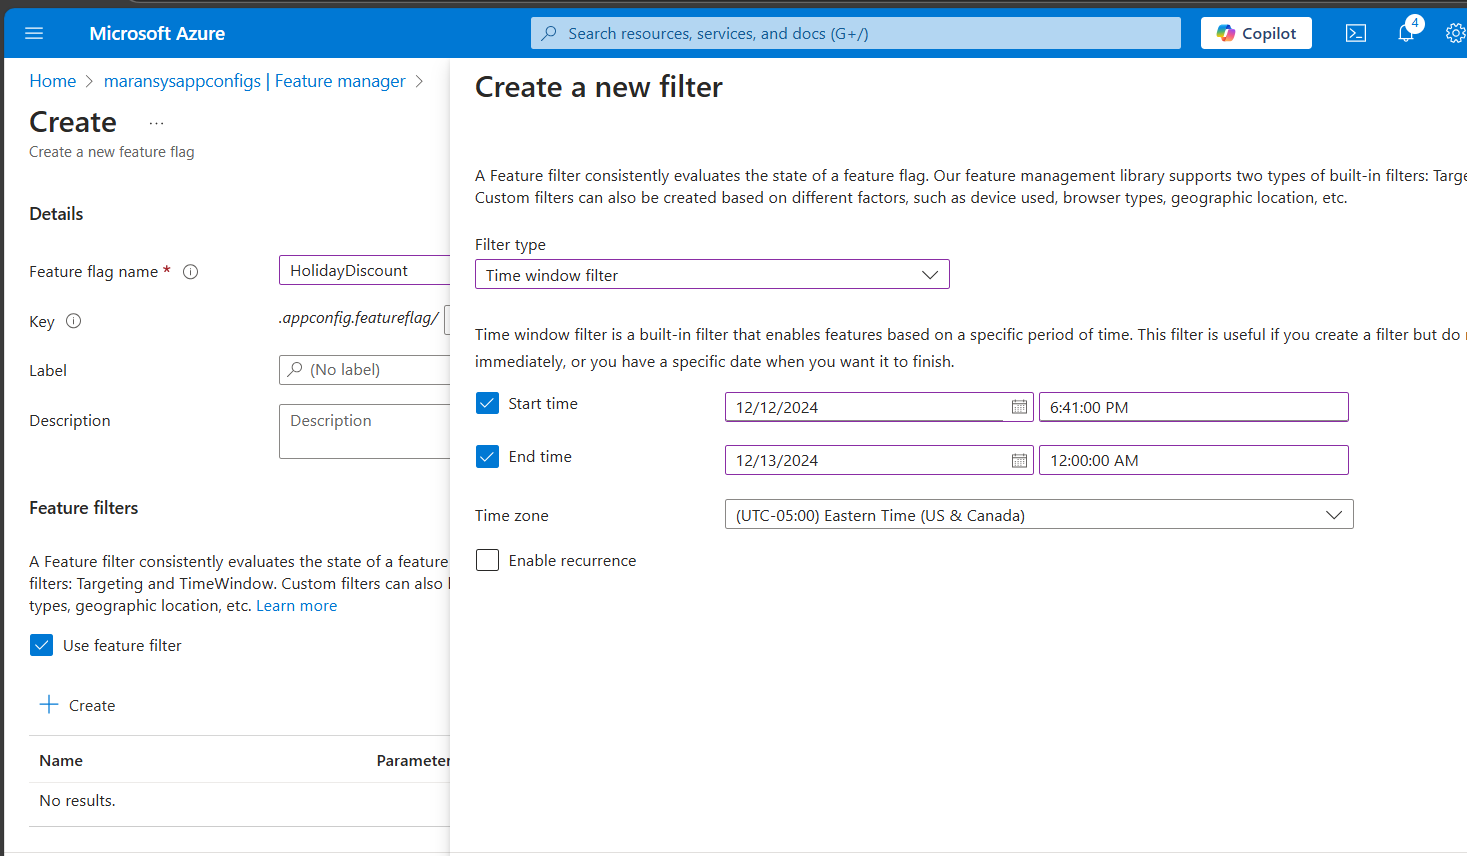 Microsoft Azure
Search resources, services, and docs (G+/)
Copilot
4
Home > maransysappconfigs | Feature manager >
Create ...
Create a new feature flag
Details
Feature flag name *
HolidayDiscount
Key
.appconfig.featureflag/
Label
(No label)
Description
Description
Feature filters
A Feature filter consistently evaluates the state of a feature
filters: Targeting and TimeWindow. Custom filters can also
types, geographic location, etc. Learn more
Use feature filter
Create
Name
Parameter
No results.
Create a new filter
A Feature filter consistently evaluates the state of a feature flag. Our feature management library supports two types of built-in filters: Targe
Custom filters can also be created based on different factors, such as device used, browser types, geographic location, etc.
Filter type
Time window filter
Time window filter is a built-in filter that enables features based on a specific period of time. This filter is useful if you create a filter but do
immediately, or you have a specific date when you want it to finish.
Start time
12/12/2024
6:41:00 PM
End time
12/13/2024
12:00:00 AM
Time zone
(UTC-05:00) Eastern Time (US & Canada)
Enable recurrence